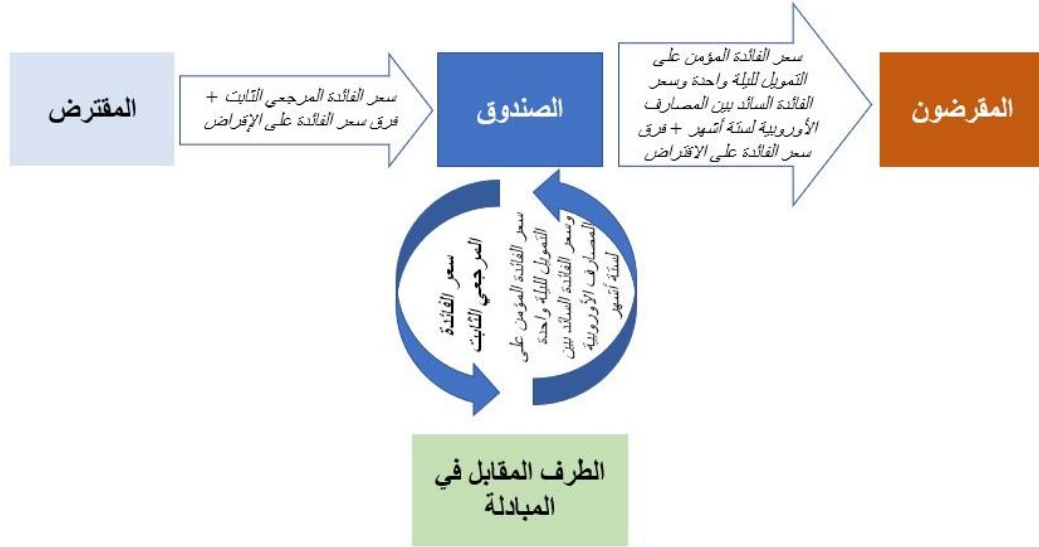 المقترض
سعر الفائدة المرجعي الثابت +
فرق سعر الفائدة على الإقراض
الصندوق
سعر الفائدة المؤمن على
التمويل لليلة واحدة وسعر
الفائدة السائد بين المصارف
الأوروبية لستة أشهر + فرق
سعر الفائدة على الاقتراض
المقرضون
سعر الفائدة
المرجعي الثابت
سعر الفائدة المؤمن على
التمويل لليلة واحدة
وسعر الفائدة السائد بين
المصارف الأوروبية
لستة أشهر
الطرف المقابل في
المبادلة